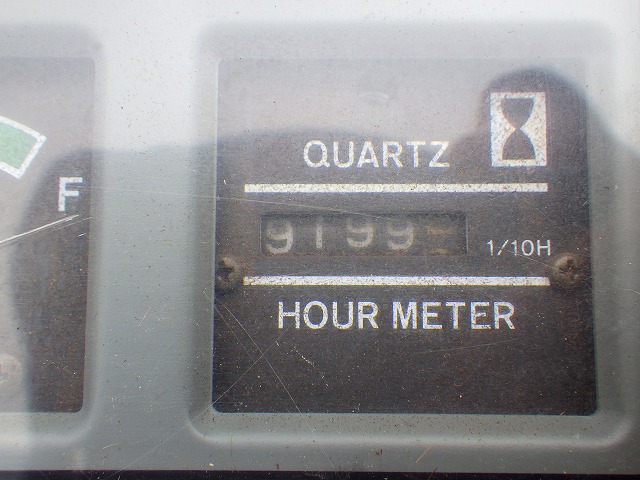 QUARTZ
F
9199
1/10H
HOUR METER